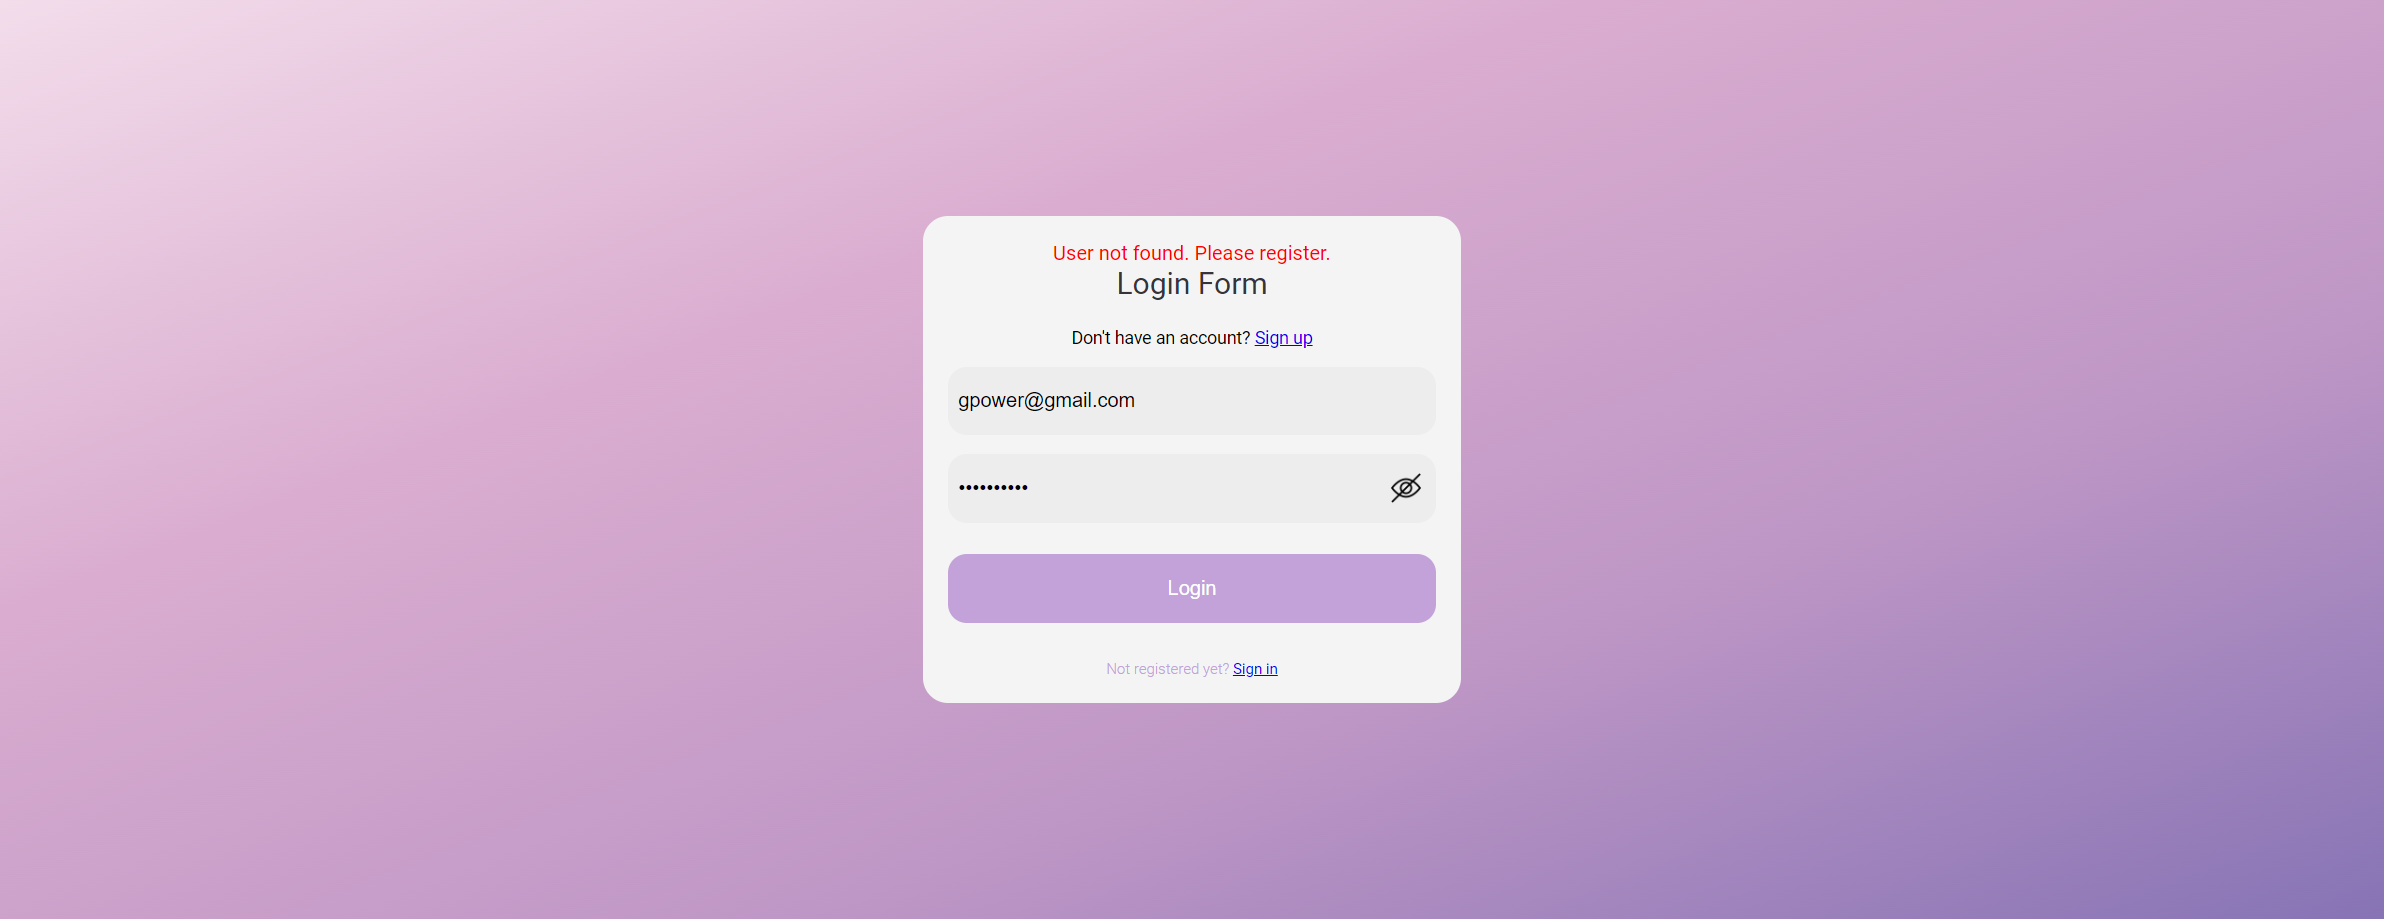 User not found. Please register.
Login Form
Don't have an account? Sign up
gpower@gmail.com
••••••••••
Login
Not registered yet? Sign in